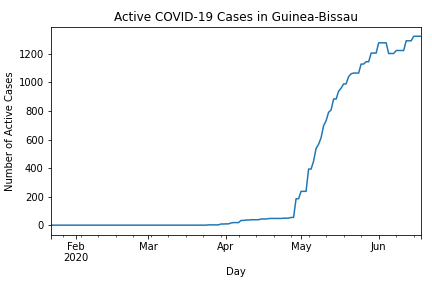 Active COVID-19 Cases in Guinea-Bissau
Number of Active Cases
1200
1000
800
600
400
200
0
Feb Mar Apr May Jun
2020
Day